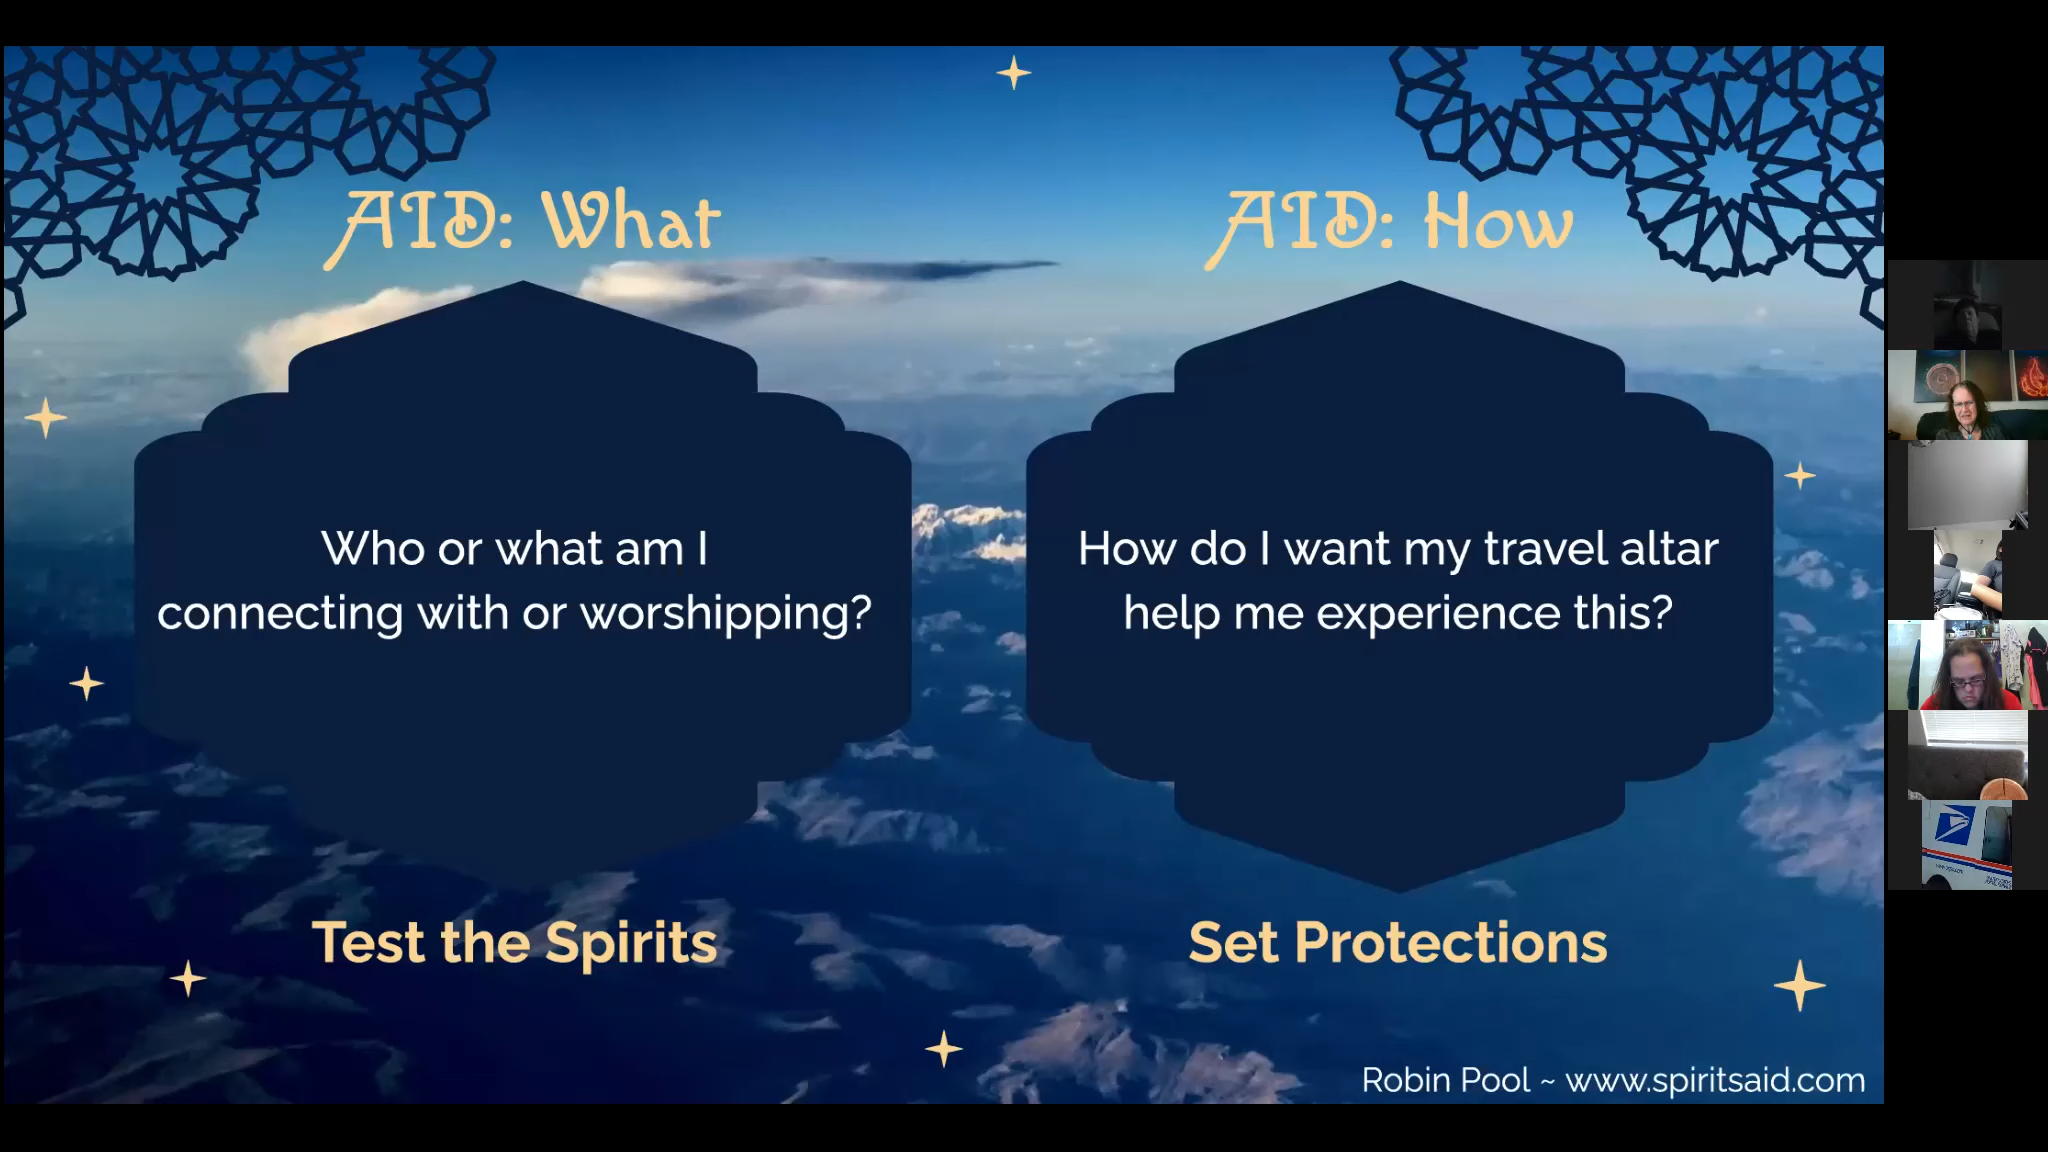 AID: What
Who or what am I
connecting with or worshipping?
Test the Spirits
AID: How
How do I want my travel altar
help me experience this?
Set Protections
Robin Pool ~ www.spiritsaid.com